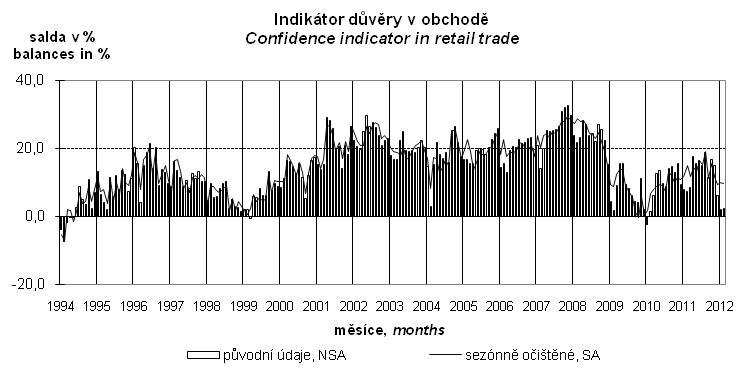 Indikátor důvěry v obchodě
Confidence indicator in retail trade
salda v %
balances in %
40,0
20,0
0,0
-20,0
1994 1995 1996 1997 1998 1999 2000 2001 2002 2003 2004 2005 2006 2007 2008 2009 2010 2011 2012
měsíce, months
původní údaje, NSA
sezónně očištěné, SA